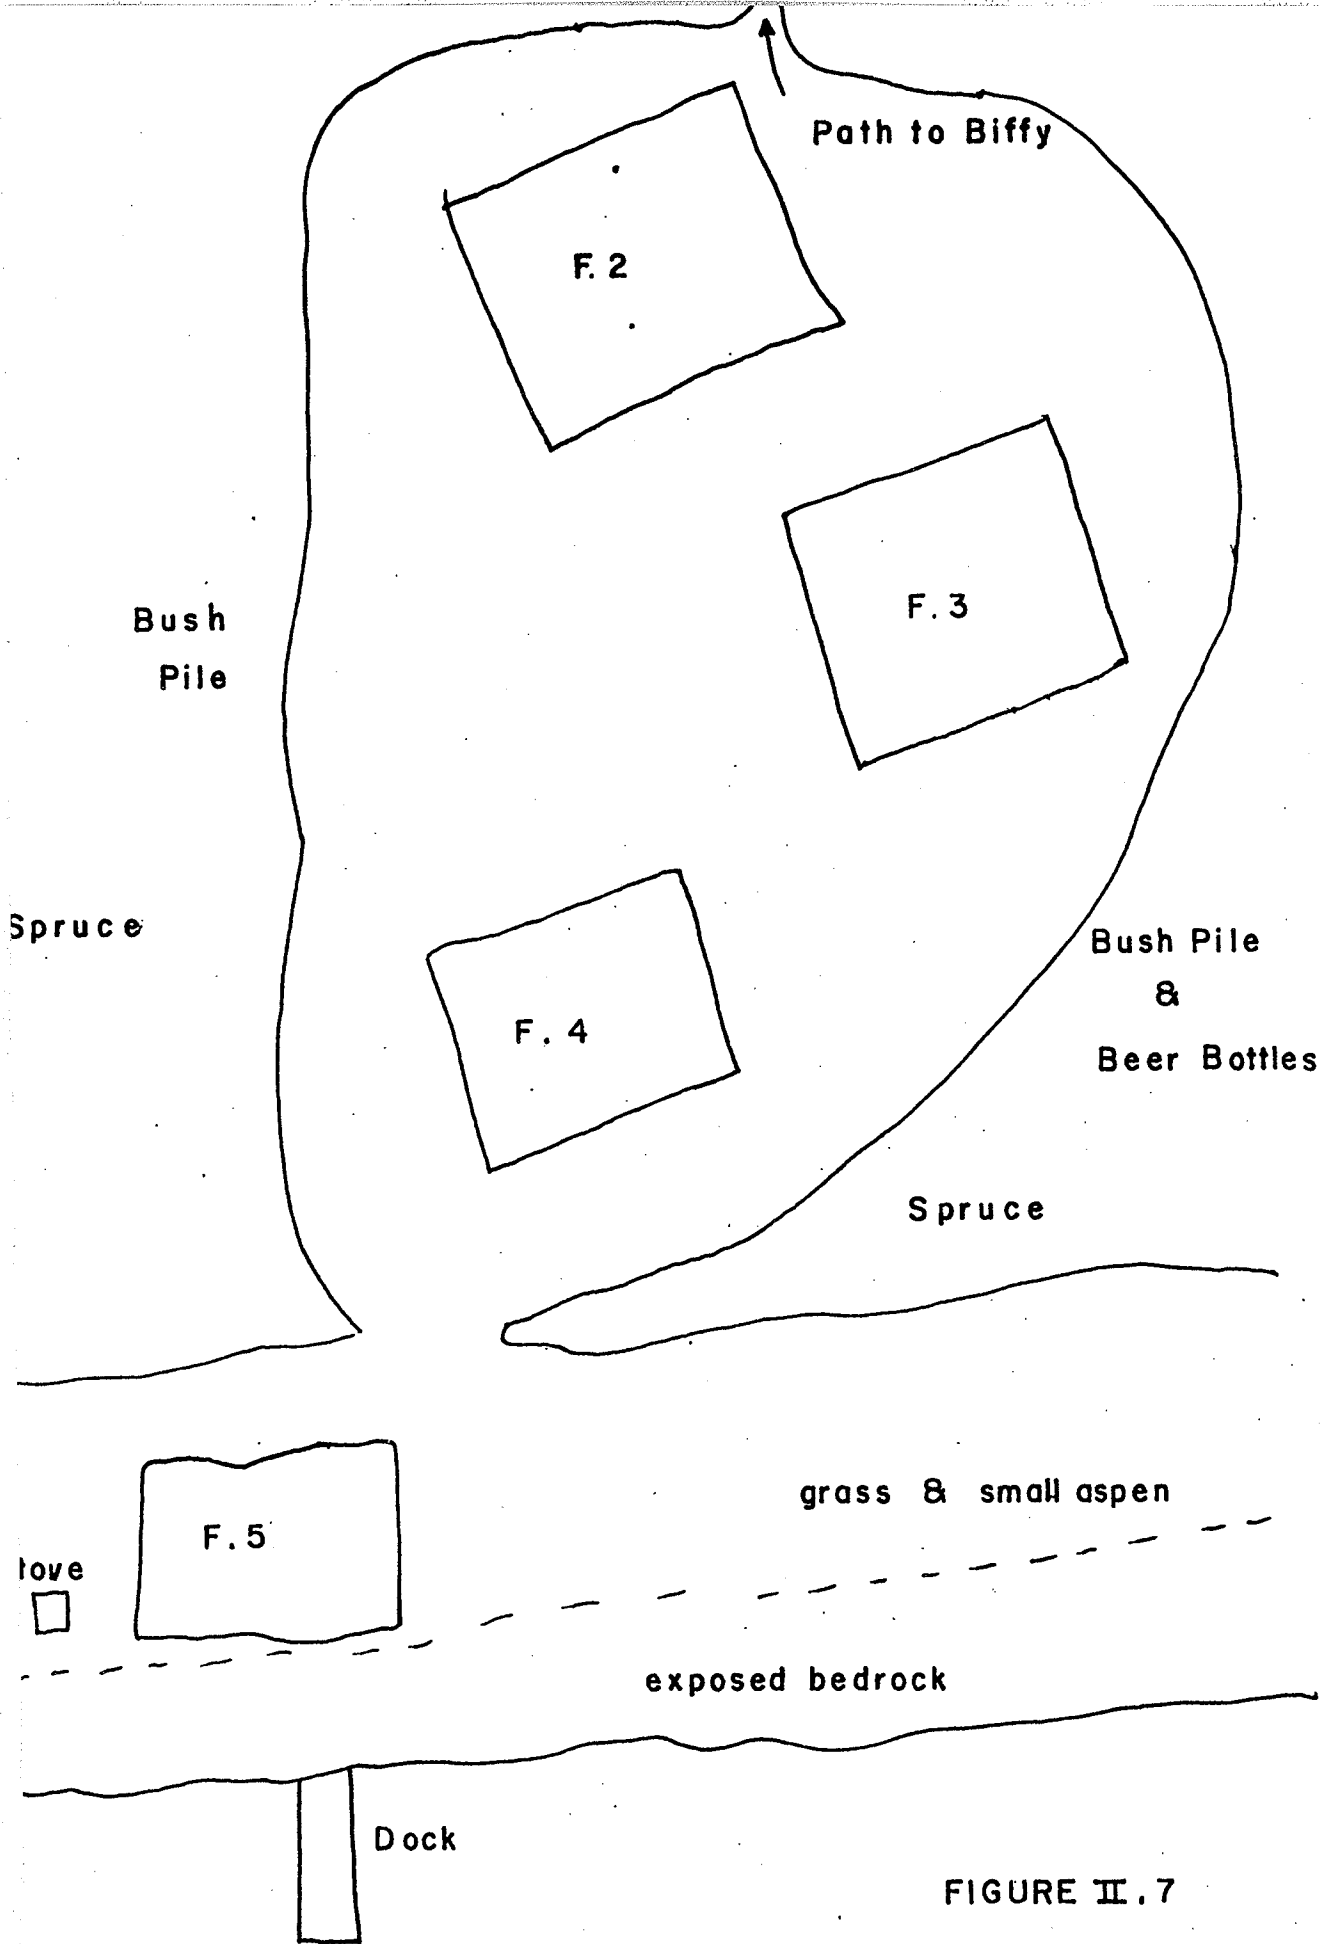 Path to Biffy
F. 2
F. 3
Bush
Pile
Spruce
Bush Pile
&
Beer Bottles
F. 4
Spruce
grass & small aspen
F. 5
tove
exposed bedrock
Dock
FIGURE II. 7